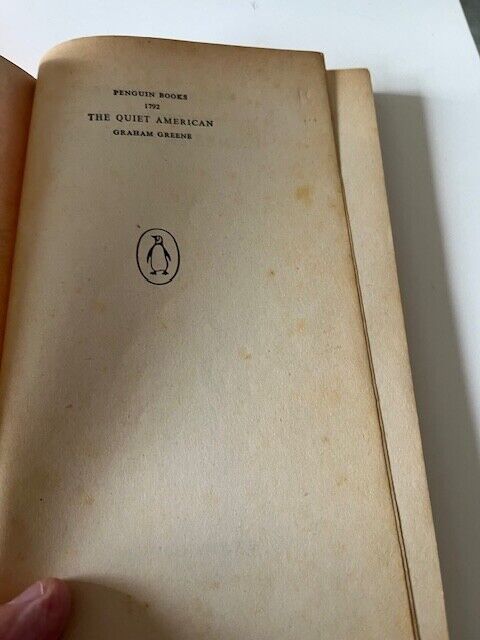 PENGUIN BOOKS
1792
THE QUIET AMERICAN
GRAHAM GREENE